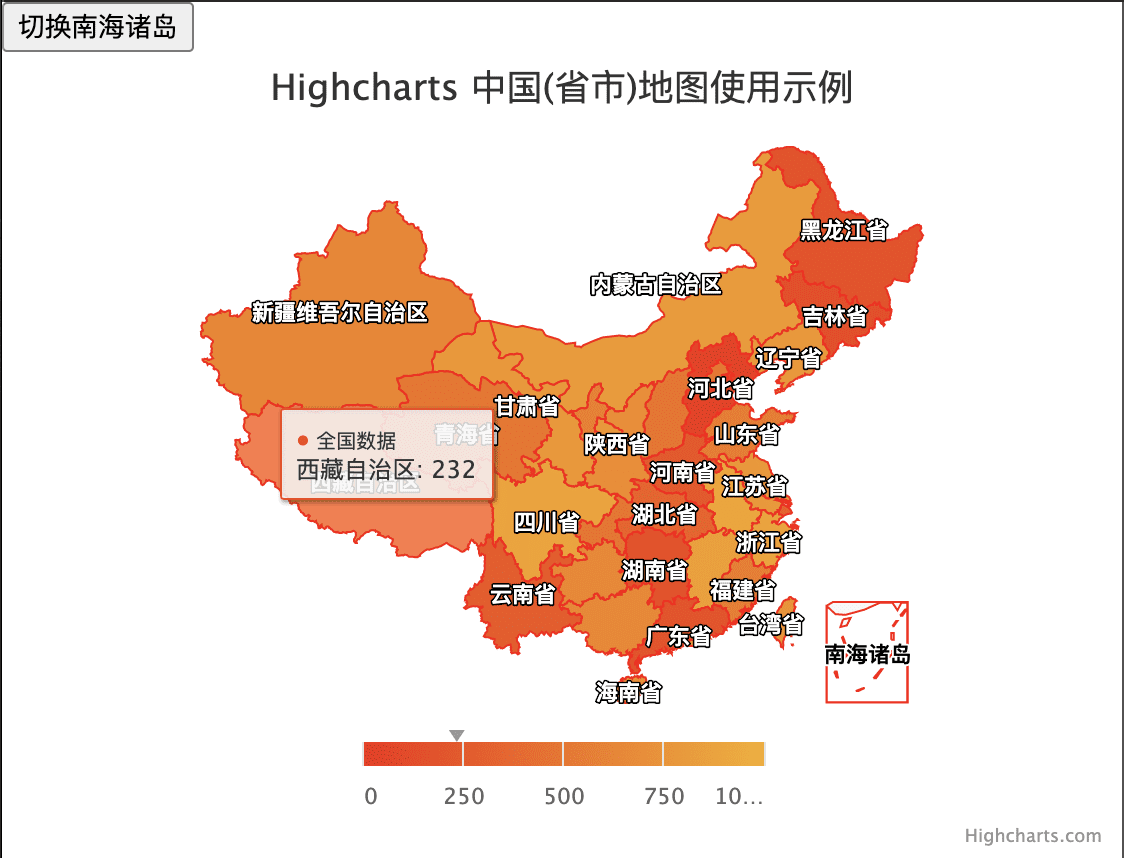 切换南海诸岛
Highcharts 中国(省市)地图使用示例
黑龙江省
内蒙古自治区
新疆维吾尔自治区
吉林省
辽宁省
河北省
甘肃省
青海省
山东省
陕西省
全国数据
西藏自治区: 232
河南省
西藏自治区
江苏省
湖北省
四川省
浙江省
湖南省
福建省
云南省
台湾省
广东省
南海诸岛
海南省
0 250 500 750 10...
Highcharts.com